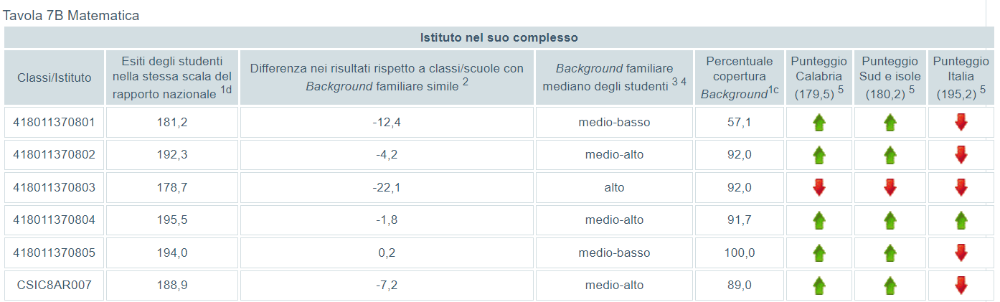 Tavola 7B Matematica
Istituto nel suo complesso
Classi/Istituto
Esiti degli studenti
nella stessa scala del
rapporto nazionale 1d
Differenza nei risultati rispetto a classi/scuole con
Background familiare simile 2
Background familiare
mediano degli studenti 3 4
Percentuale
copertura
Background1c
Punteggio
Calabria
(179,5) 5
Punteggio
Sud e isole
(180,2) 5
Punteggio
Italia
(195,2) 5
418011370801 181,2 -12,4 medio-basso 57,1
418011370802 192,3 -4,2 medio-alto 92,0
418011370803 178,7 -22,1 alto 92,0
418011370804 195,5 -1,8 medio-alto 91,7
418011370805 194,0 0,2 medio-basso 100,0
CSIC8AR007 188,9 -7,2 medio-alto 89,0